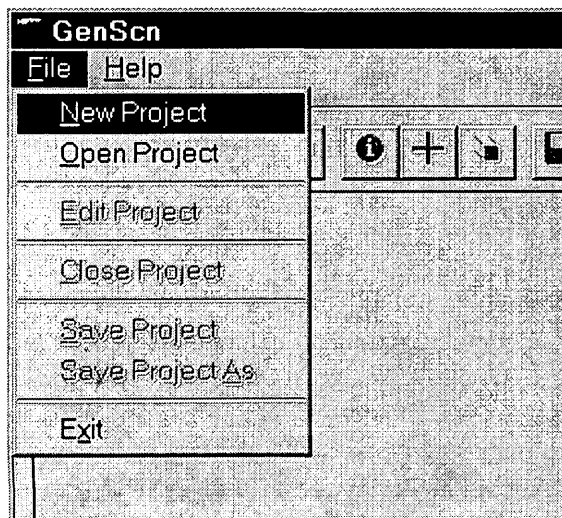 GenScn
File Help
New Project
Open Project
Edit Project
Close Project
Save Project
Save Project As
Exit